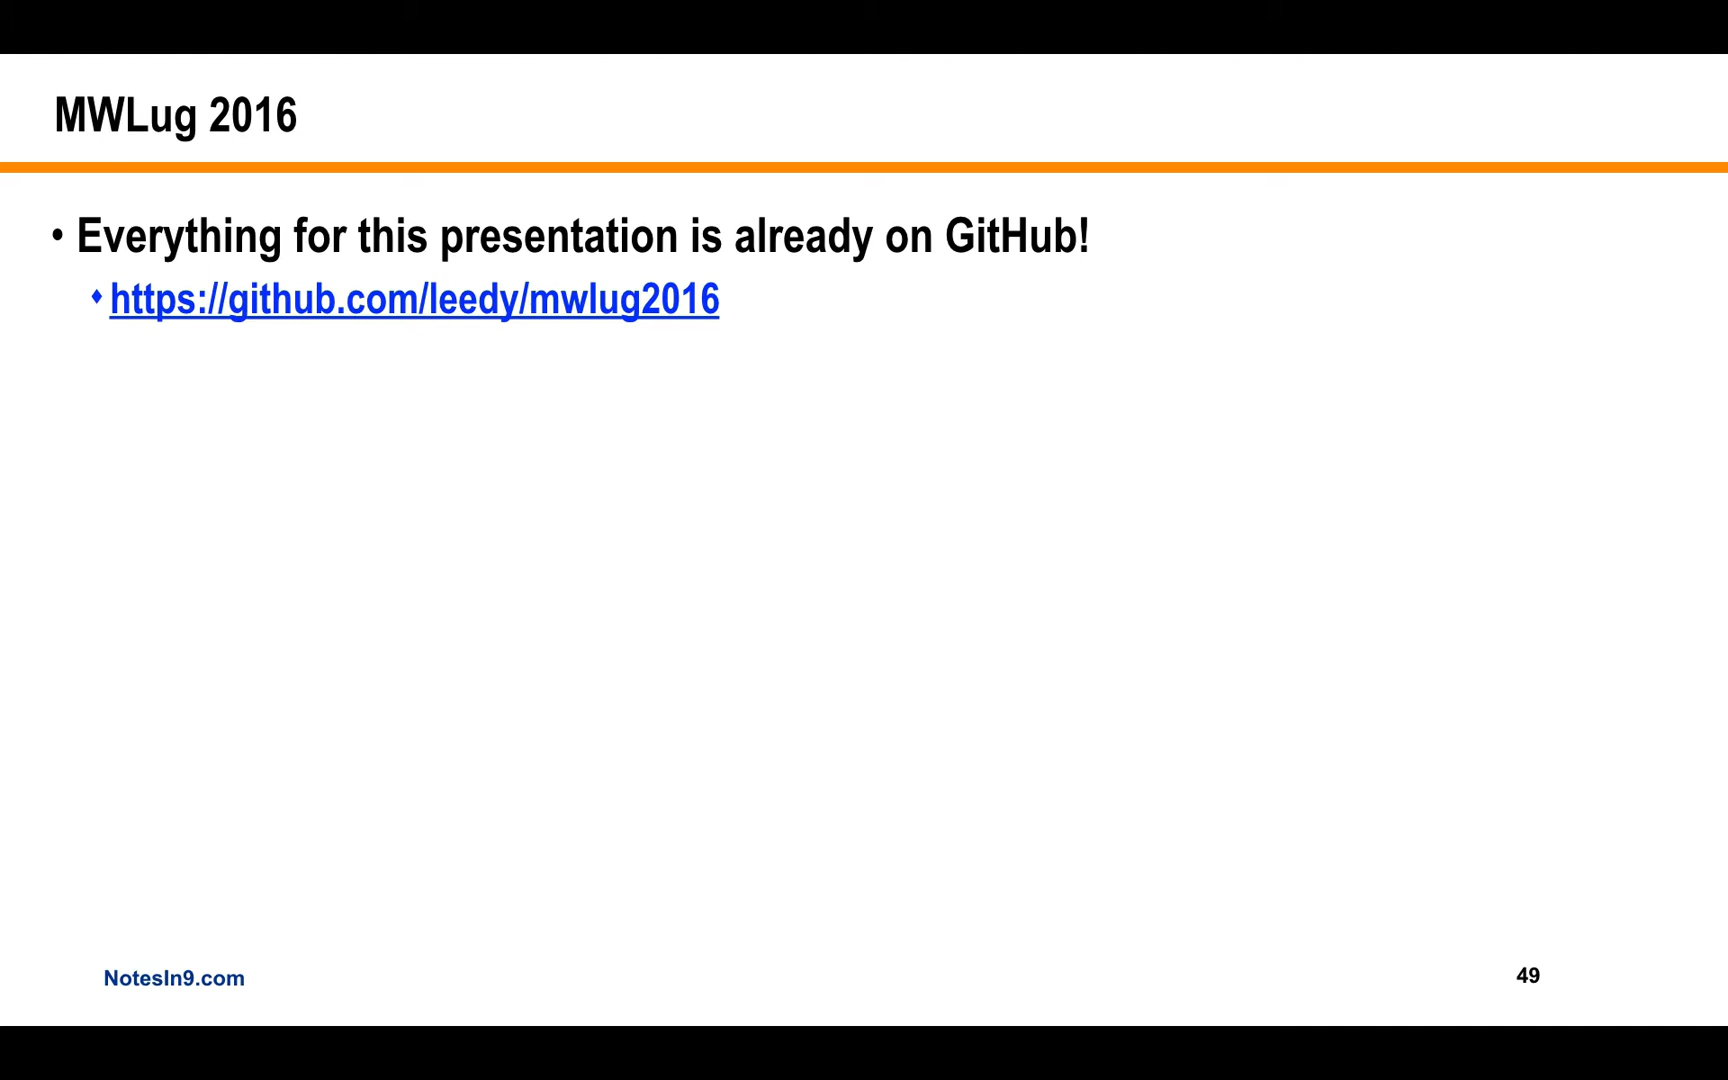 MWLug 2016
• Everything for this presentation is already on GitHub!
♦ https://github.com/leedy/mwlug2016
NotesIn9.com
49